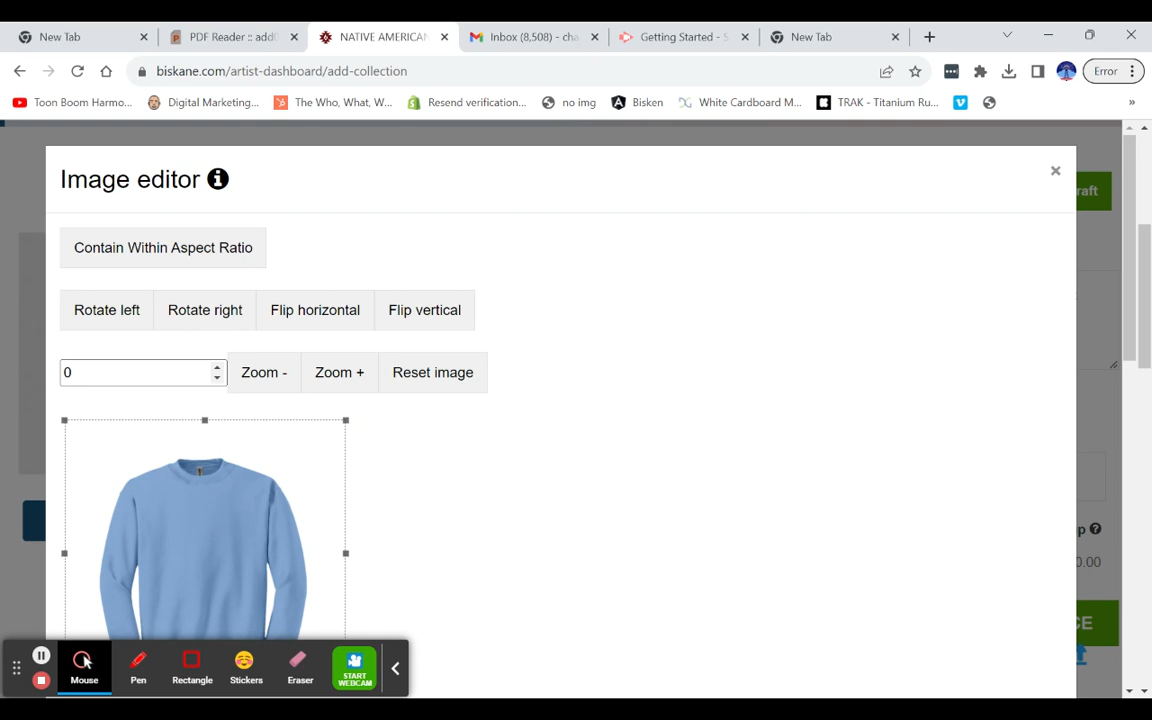 New Tab
PDF Reader :: add
NATIVE AMERICAN
Inbox (8,508) - cha
Getting Started - S
New Tab
biskane.com/artist-dashboard/add-collection
Error
Toon Boom Harmo...
Digital Marketing...
The Who, What, W...
Resend verification...
no img
Bisken
White Cardboard M...
TRAK - Titanium Ru...
»
Image editor
×
raft
Contain Within Aspect Ratio
Rotate left
Rotate right
Flip horizontal
Flip vertical
0
Zoom -
Zoom +
Reset image
p
0.00
CE
Mouse
Pen
Rectangle
Stickers
Eraser
START
WEBCAM